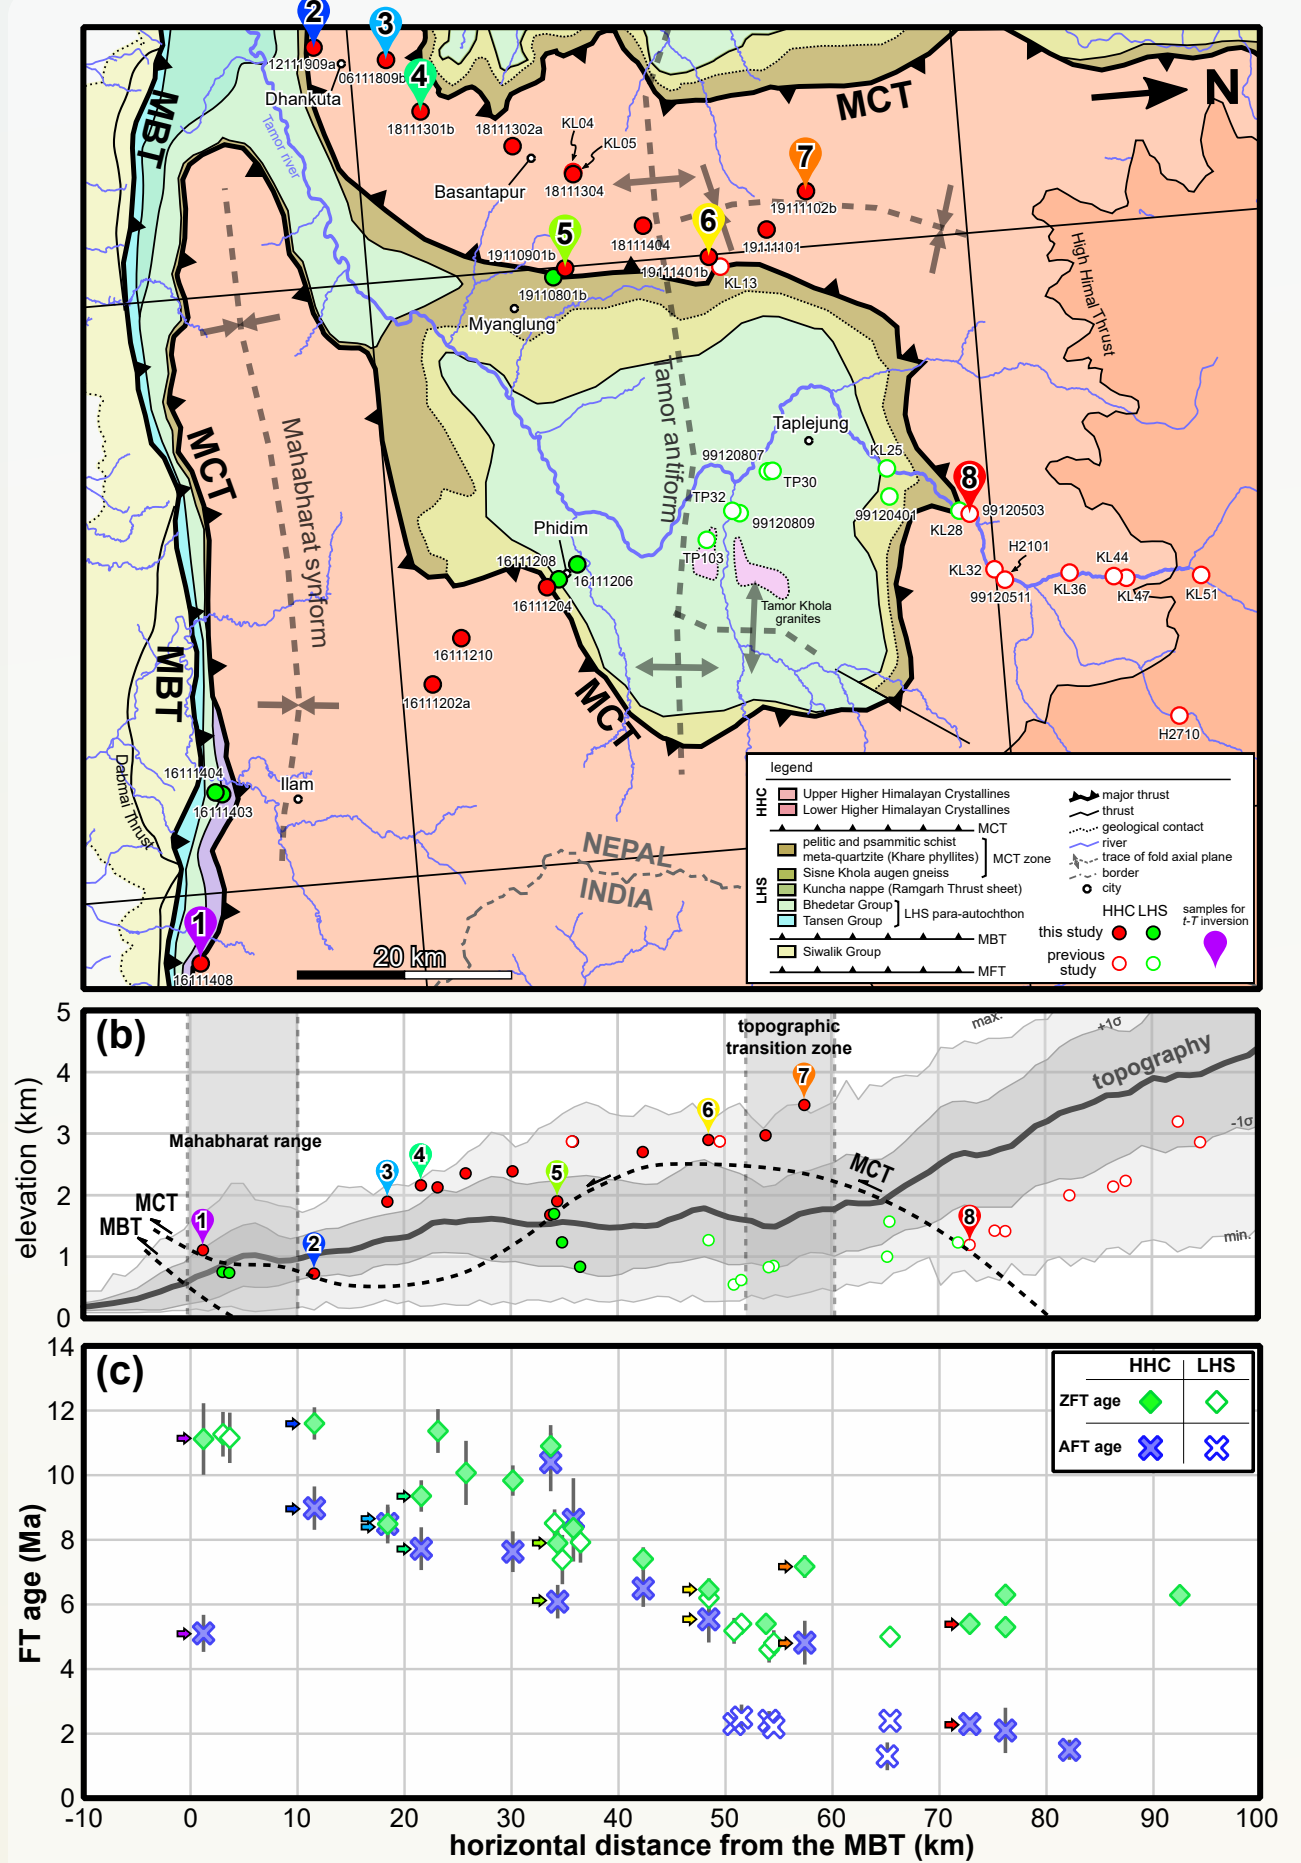 2
3
12111909a
06111809b
4
Dhankuta
MBT
Tamor river
18111301b
18111302a
KL04
KL05
Basantapur
18111304
MCT
N
7
19111102b
5
6
19110901b
18111404
19111101
19111401b
KL13
19110801b
Myanglung
High Himal Thrust
Tamor antiform
Taplejung
MCT
Mahabharat synform
99120807
TP30
KL25
TP32
99120809
99120401
8
99120503
KL28
Phidim
TP103
16111208
16111206
16111204
H2101
KL32
99120511
KL36
KL44
KL47
KL51
Tamor Khola
granites
16111210
16111202a
MBT
MCT
H2710
16111404
16111403
Dabmai Thrust
Ilam
NEPAL
INDIA
1
16111408
20 km
legend
HHC
Upper Higher Himalayan Crystallines
Lower Higher Himalayan Crystallines
MCT
LHS
pelitic and psammitic schist
meta-quartzite (Khare phyllites)
Sisne Khola augen gneiss
MCT zone
Kuncha nappe (Ramgarh Thrust sheet)
Bhedetar Group
Tansen Group
LHS para-autochthon
MBT
Siwalik Group
MFT
major thrust
thrust
geological contact
river
trace of fold axial plane
border
city
HHC LHS
this study
previous
study
samples for
t-T inversion
(b)
5
4
3
2
1
0
elevation (km)
Mahabharat range
topographic
transition zone
max.
+1σ
topography
-1σ
min.
MCT
MBT
MCT
1
2
3
4
5
6
7
8
(c)
14
12
10
8
6
4
2
0
FT age (Ma)
HHC LHS
ZFT age
AFT age
-10 0 10 20 30 40 50 60 70 80 90 100
horizontal distance from the MBT (km)